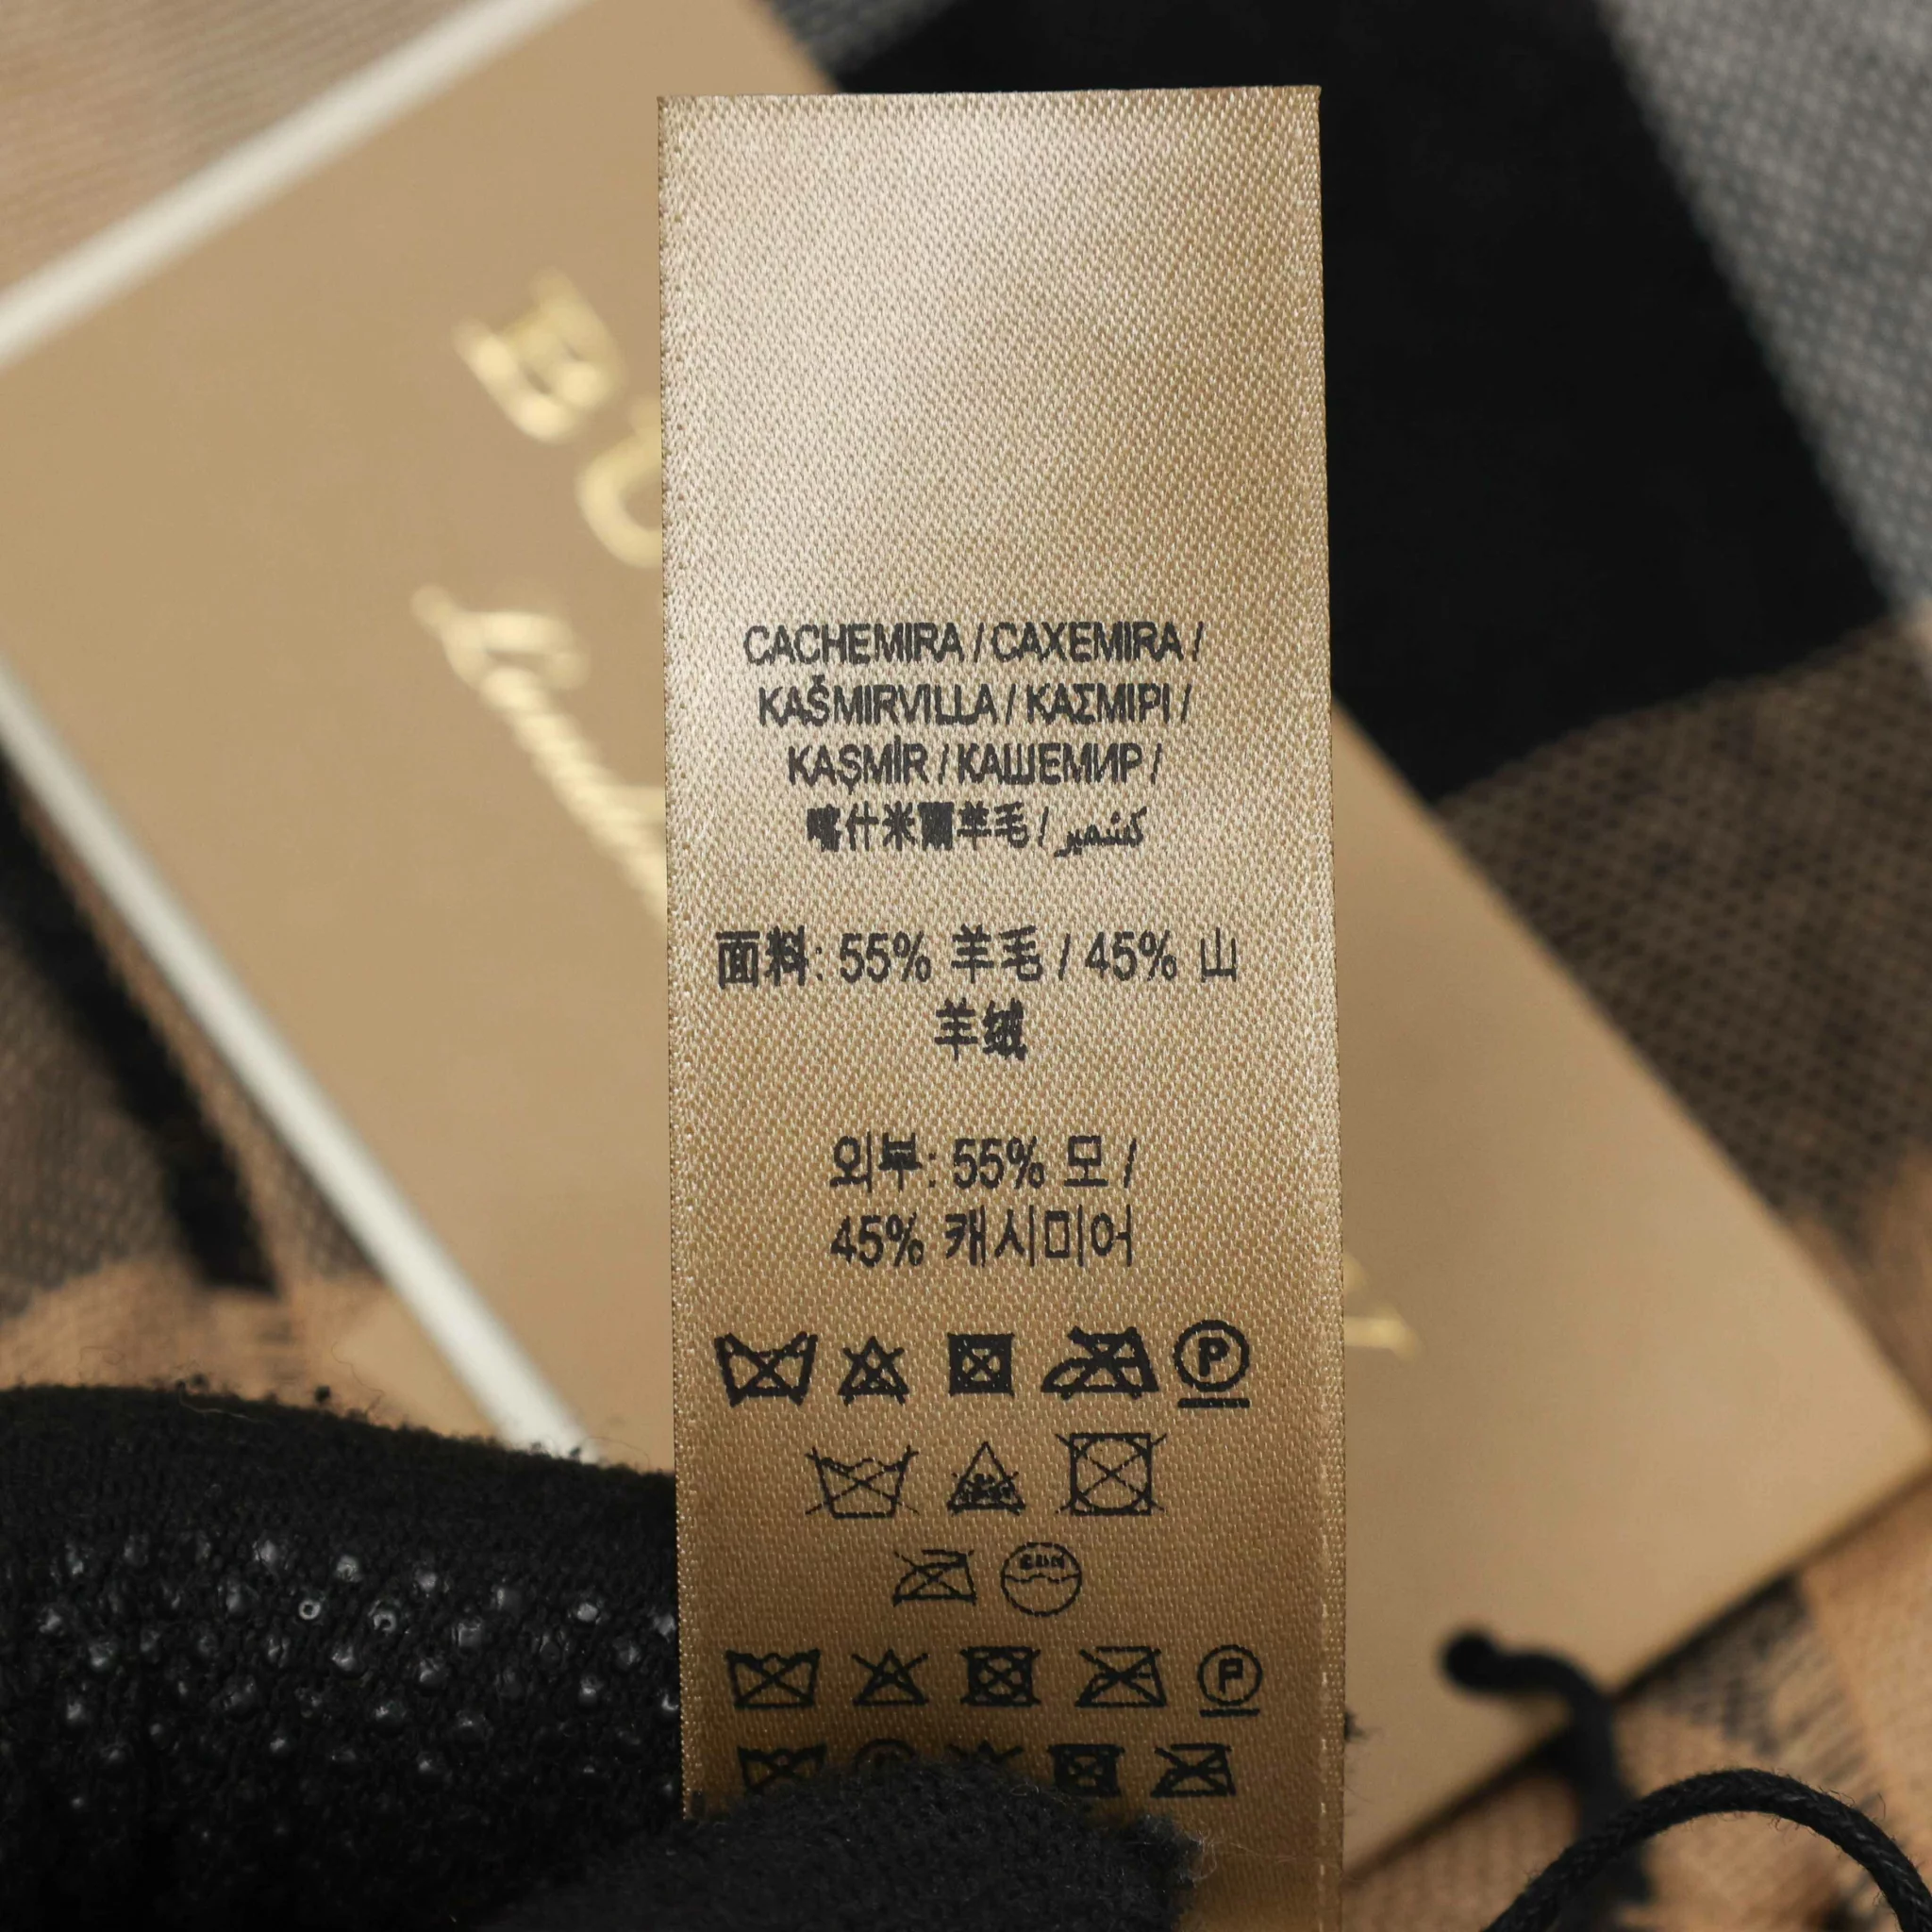 CACHEMIRA / CAXEMIRA /
KAŠMIRVILLA / ΚΑΣΜΙΡΙ /
KAŞMİR / КАШЕМИР /
喀什米爾羊毛 / كشمير
面料: 55% 羊毛 / 45% 山
羊绒
외부: 55% 모 /
45% 캐시미어
P
P